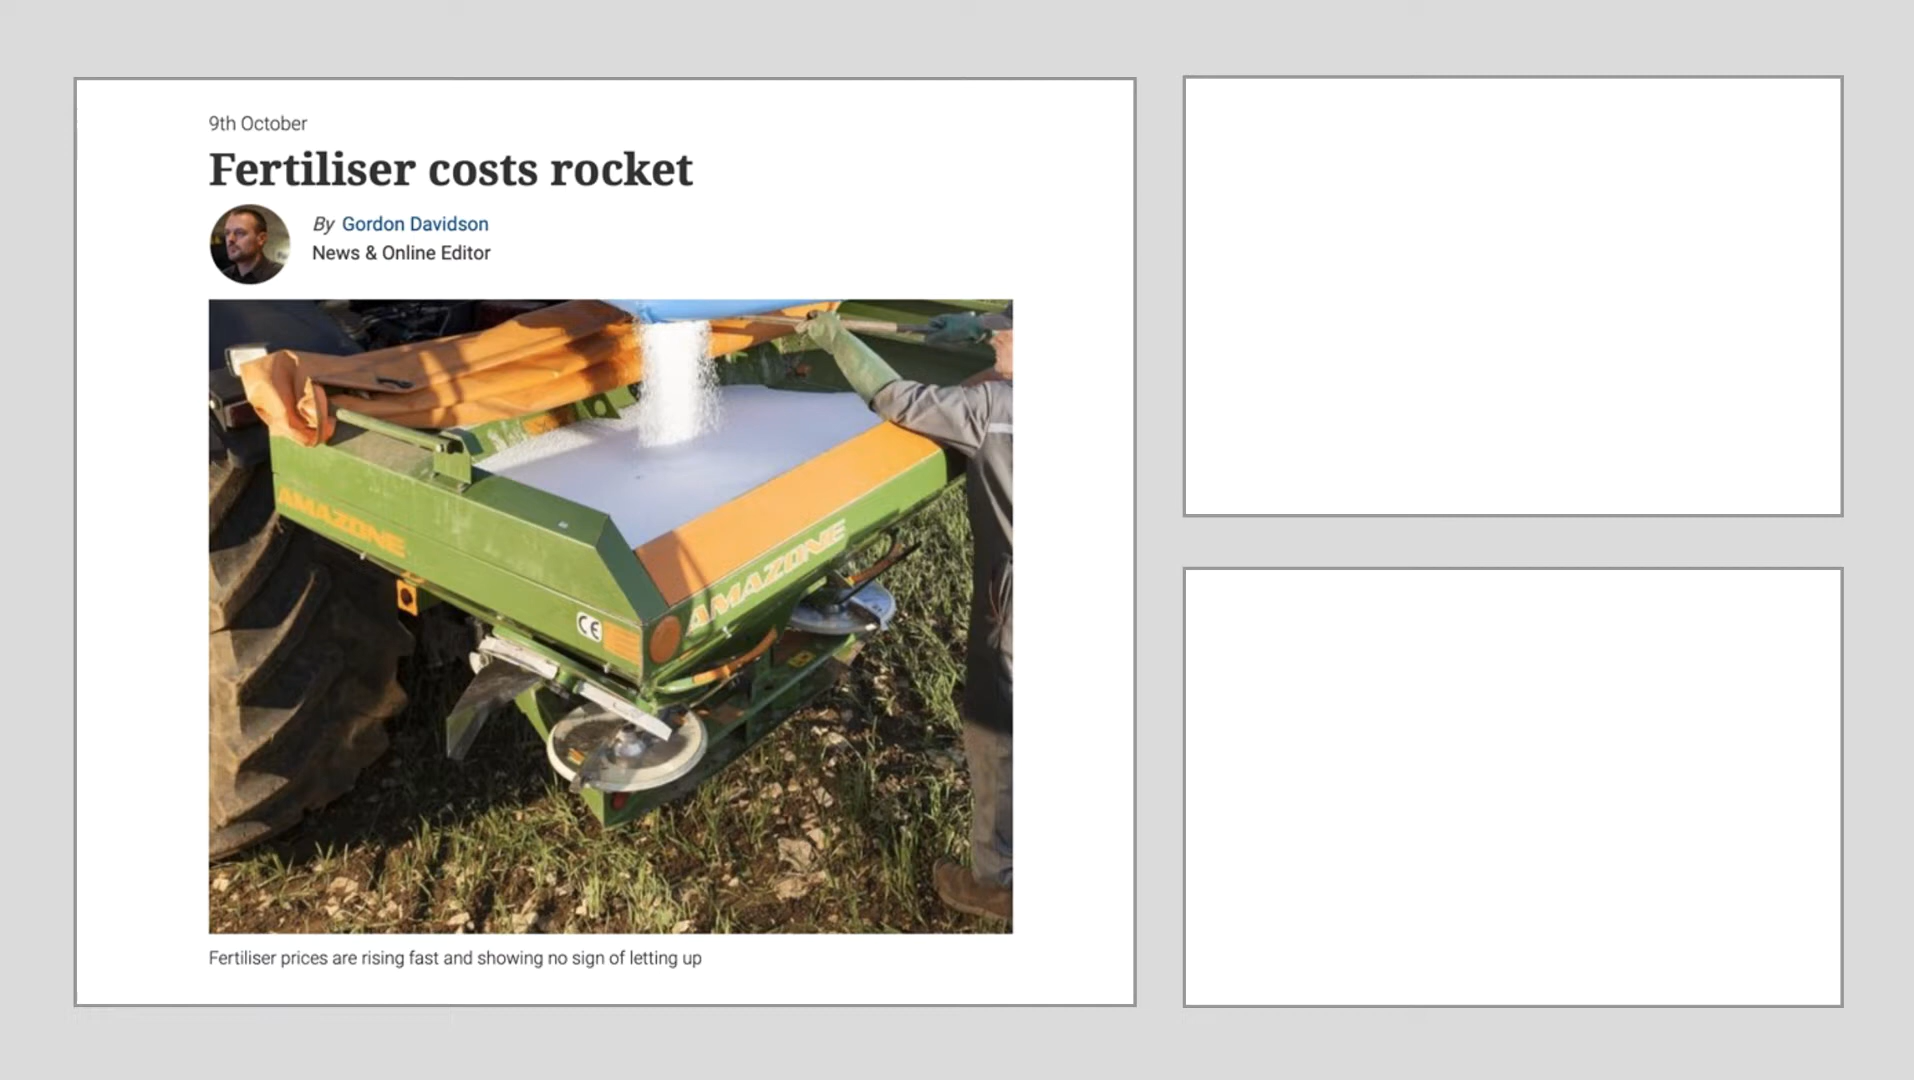 9th October
Fertiliser costs rocket
By Gordon Davidson
News & Online Editor
AMAZONE
AMAZONE
CE
Fertiliser prices are rising fast and showing no sign of letting up